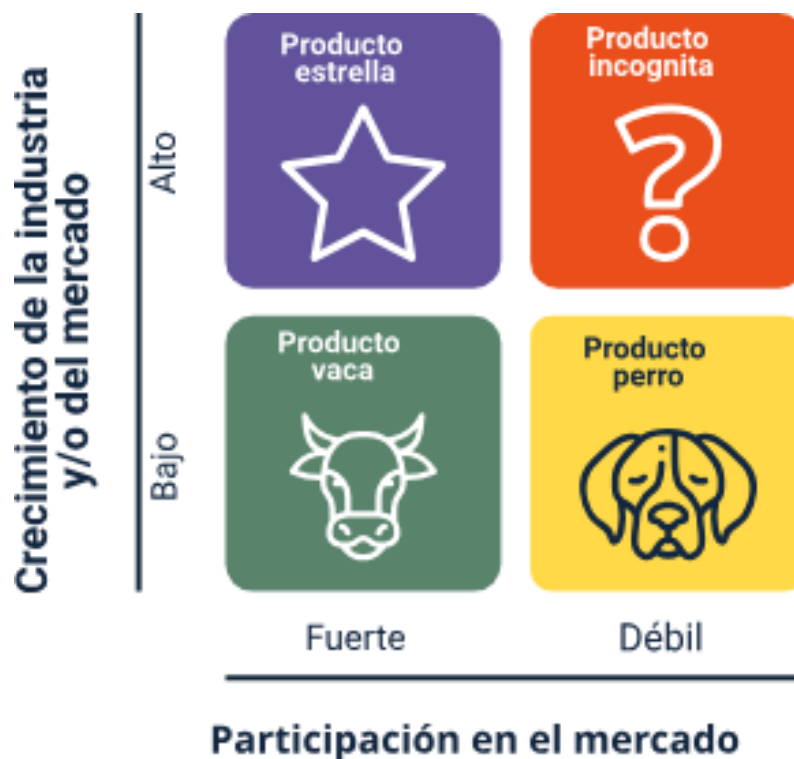 Crecimiento de la industria
y/o del mercado
Alto
Bajo
Producto
estrella
Producto
incognita
Producto
vaca
Producto
perro
Fuerte
Débil
Participación en el mercado